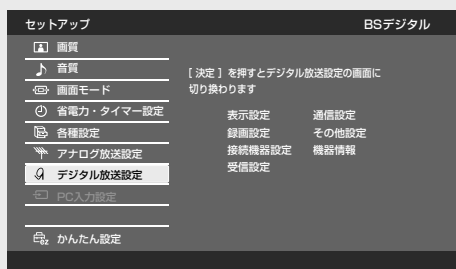 セットアップ
BSデジタル
画質
音質
画面モード
省電力・タイマー設定
各種設定
アナログ放送設定
デジタル放送設定
PC入力設定
かんたん設定
[ 決定 ] を押すとデジタル放送設定の画面に
切り換わります
表示設定 通信設定
録画設定 その他設定
接続機器設定 機器情報
受信設定